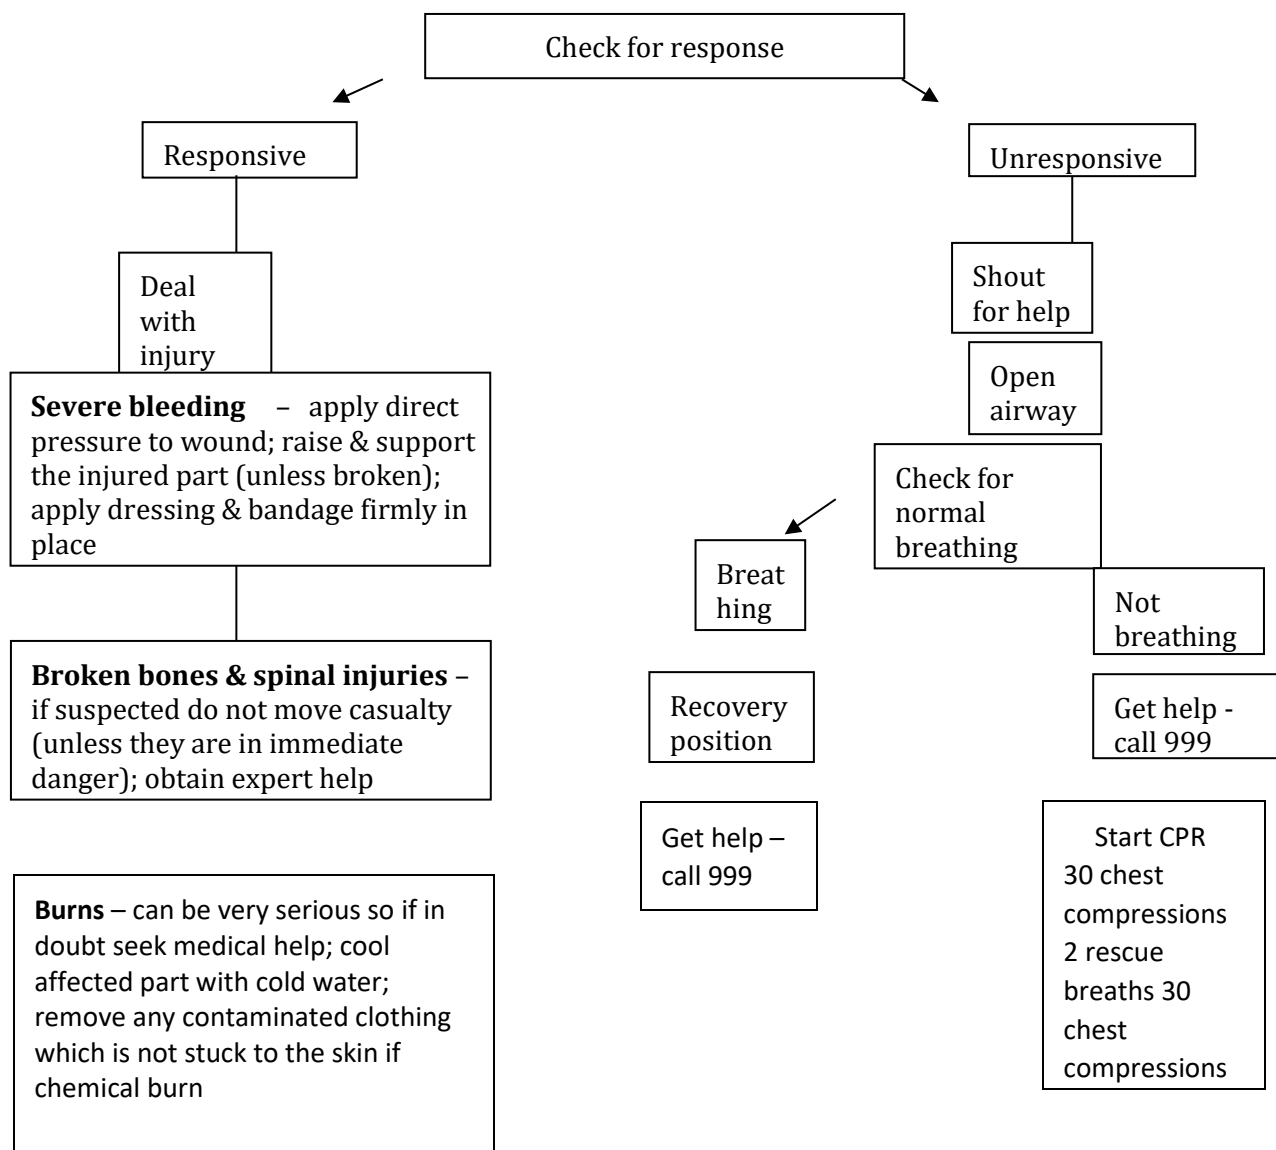 Check for response
Responsive
Deal
with
injury
Severe bleeding – apply direct
pressure to wound; raise & support
the injured part (unless broken);
apply dressing & bandage firmly in
place
Broken bones & spinal injuries –
if suspected do not move casualty
(unless they are in immediate
danger); obtain expert help
Burns – can be very serious so if in
doubt seek medical help; cool
affected part with cold water;
remove any contaminated clothing
which is not stuck to the skin if
chemical burn
Unresponsive
Shout
for help
Open
airway
Check for
normal
breathing
Breat
hing
Recovery
position
Get help –
call 999
Not
breathing
Get help -
call 999
Start CPR
30 chest
compressions
2 rescue
breaths 30
chest
compressions